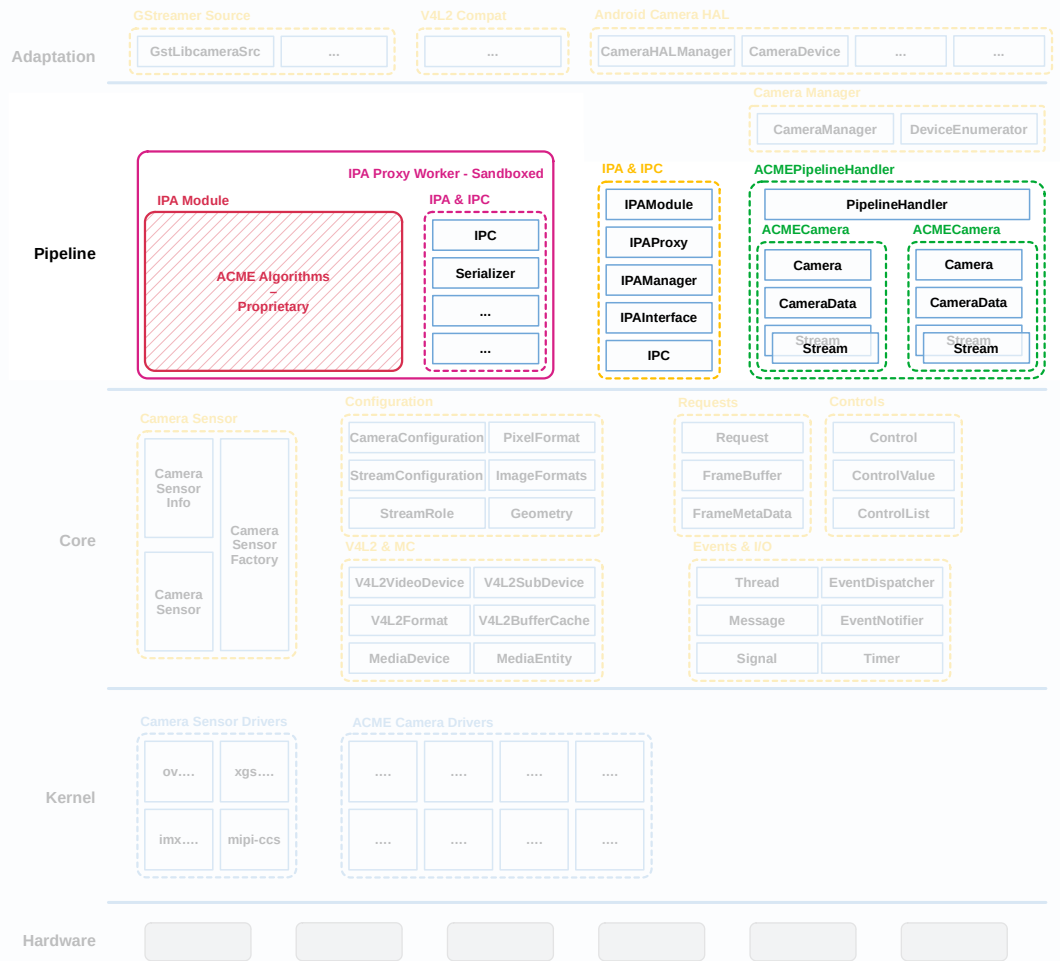 GStreamer Source
V4L2 Compat
Android Camera HAL
Adaptation
GstLibcameraSrc
...
...
CameraHALManager
CameraDevice
...
...
Camera Manager
CameraManager
DeviceEnumerator
Pipeline
IPA Proxy Worker - Sandboxed
IPA Module
ACME Algorithms
–
Proprietary
IPA & IPC
IPC
Serializer
...
...
IPA & IPC
IPAModule
IPAProxy
IPAManager
IPAInterface
IPC
ACMEPipelineHandler
PipelineHandler
ACMECamera
Camera
CameraData
Stream
Stream
ACMECamera
Camera
CameraData
Stream
Stream
Core
Camera Sensor
Camera
Sensor
Info
Camera
Sensor
Camera
Sensor
Factory
Configuration
CameraConfiguration
PixelFormat
StreamConfiguration
ImageFormats
StreamRole
Geometry
Requests
Request
FrameBuffer
FrameMetaData
Controls
Control
ControlValue
ControlList
V4L2 & MC
V4L2VideoDevice
V4L2SubDevice
V4L2Format
V4L2BufferCache
MediaDevice
MediaEntity
Events & I/O
Thread
EventDispatcher
Message
EventNotifier
Signal
Timer
Kernel
Camera Sensor Drivers
ov....
xgs....
imx....
mipi-ccs
ACME Camera Drivers
....
....
....
....
....
....
....
....
Hardware